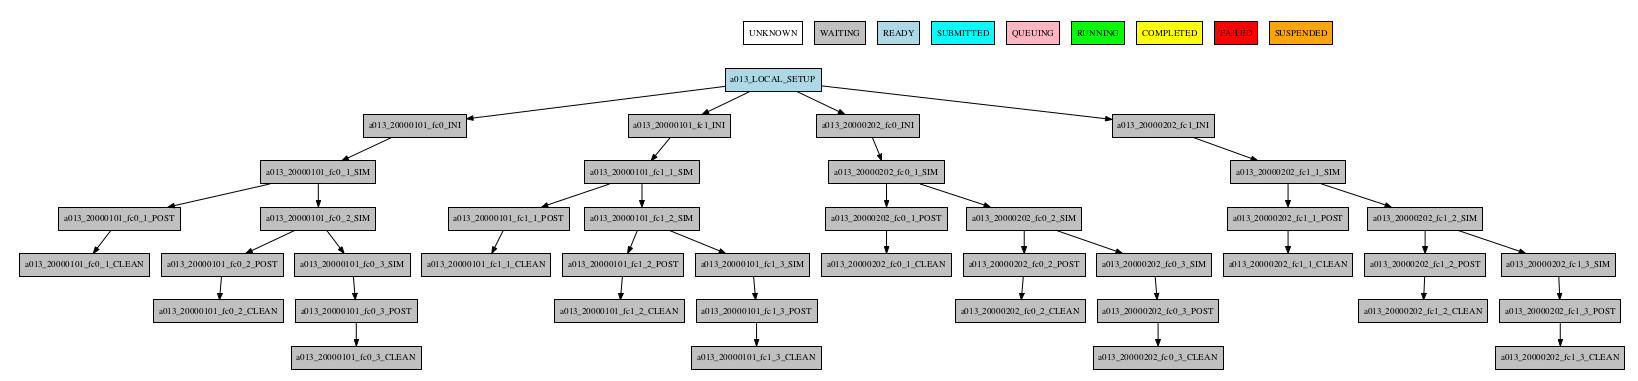 UNKNOWN WAITING READY SUBMITTED QUEUING RUNNING COMPLETED FAILED SUSPENDED
a013_LOCAL_SETUP
a013_20000101_fc0_INI a013_20000101_fc1_INI a013_20000202_fc0_INI a013_20000202_fc1_INI
a013_20000101_fc0_1_SIM a013_20000101_fc1_1_SIM a013_20000202_fc0_1_SIM a013_20000202_fc1_1_SIM
a013_20000101_fc0_1_POST a013_20000101_fc0_2_SIM a013_20000101_fc1_1_POST a013_20000101_fc1_2_SIM a013_20000202_fc0_1_POST a013_20000202_fc0_2_SIM a013_20000202_fc1_1_POST a013_20000202_fc1_2_SIM
a013_20000101_fc0_1_CLEAN a013_20000101_fc0_2_POST a013_20000101_fc0_3_SIM a013_20000101_fc1_1_CLEAN a013_20000101_fc1_2_POST a013_20000101_fc1_3_SIM a013_20000202_fc0_1_CLEAN a013_20000202_fc0_2_POST a013_20000202_fc0_3_SIM a013_20000202_fc1_1_CLEAN a013_20000202_fc1_2_POST a013_20000202_fc1_3_SIM
a013_20000101_fc0_2_CLEAN a013_20000101_fc0_3_POST a013_20000101_fc1_2_CLEAN a013_20000101_fc1_3_POST a013_20000202_fc0_2_CLEAN a013_20000202_fc0_3_POST a013_20000202_fc1_2_CLEAN a013_20000202_fc1_3_POST
a013_20000101_fc0_3_CLEAN a013_20000101_fc1_3_CLEAN a013_20000202_fc0_3_CLEAN a013_20000202_fc1_3_CLEAN